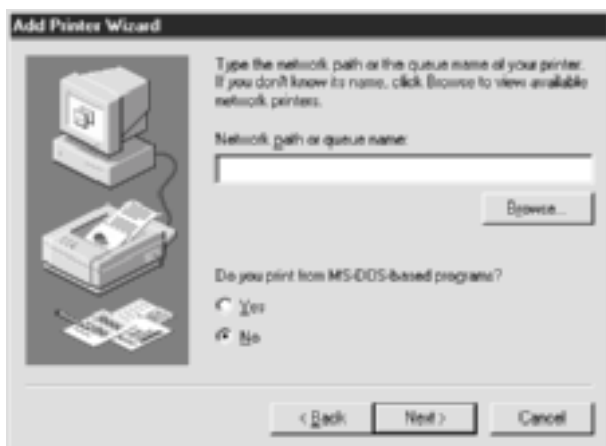 Add Printer Wizard
Type the network path or the queue name of your printer.
If you don't know its name, click Browse to view available
network printers.
Network path or queue name:
Browse...
Do you print from MS-DOS-based programs?
Yes
No
< Back
Next >
Cancel